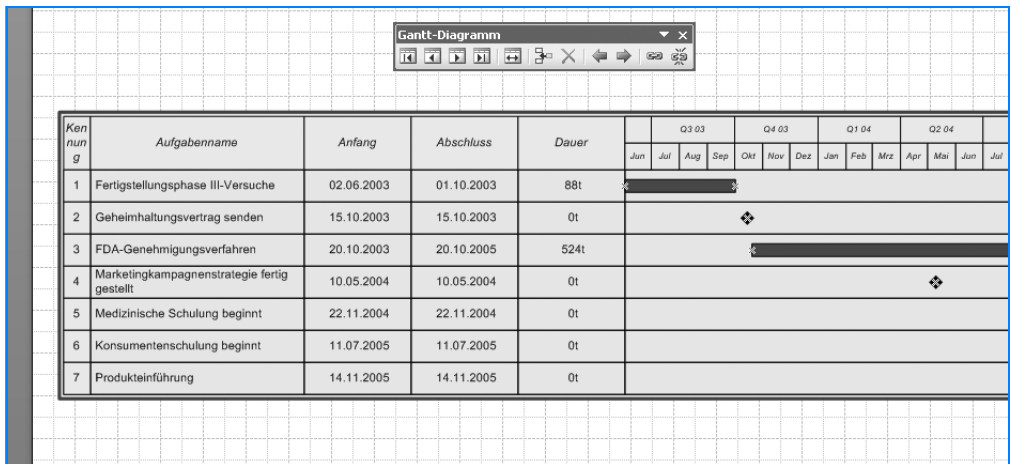 Gantt-Diagramm
Ken
nun
g
Aufgabenname Anfang Abschluss Dauer
Q3 03 Q4 03 Q1 04 Q2 04
Jun Jul Aug Sep Okt Nov Dez Jan Feb Mrz Apr Mai Jun Jul
1 Fertigstellungsphase III-Versuche 02.06.2003 01.10.2003 88t
2 Geheimhaltungsvertrag senden 15.10.2003 15.10.2003 0t
3 FDA-Genehmigungsverfahren 20.10.2003 20.10.2005 524t
4 Marketingkampagnenstrategie fertig
gestellt 10.05.2004 10.05.2004 0t
5 Medizinische Schulung beginnt 22.11.2004 22.11.2004 0t
6 Konsumentenschulung beginnt 11.07.2005 11.07.2005 0t
7 Produkteinführung 14.11.2005 14.11.2005 0t